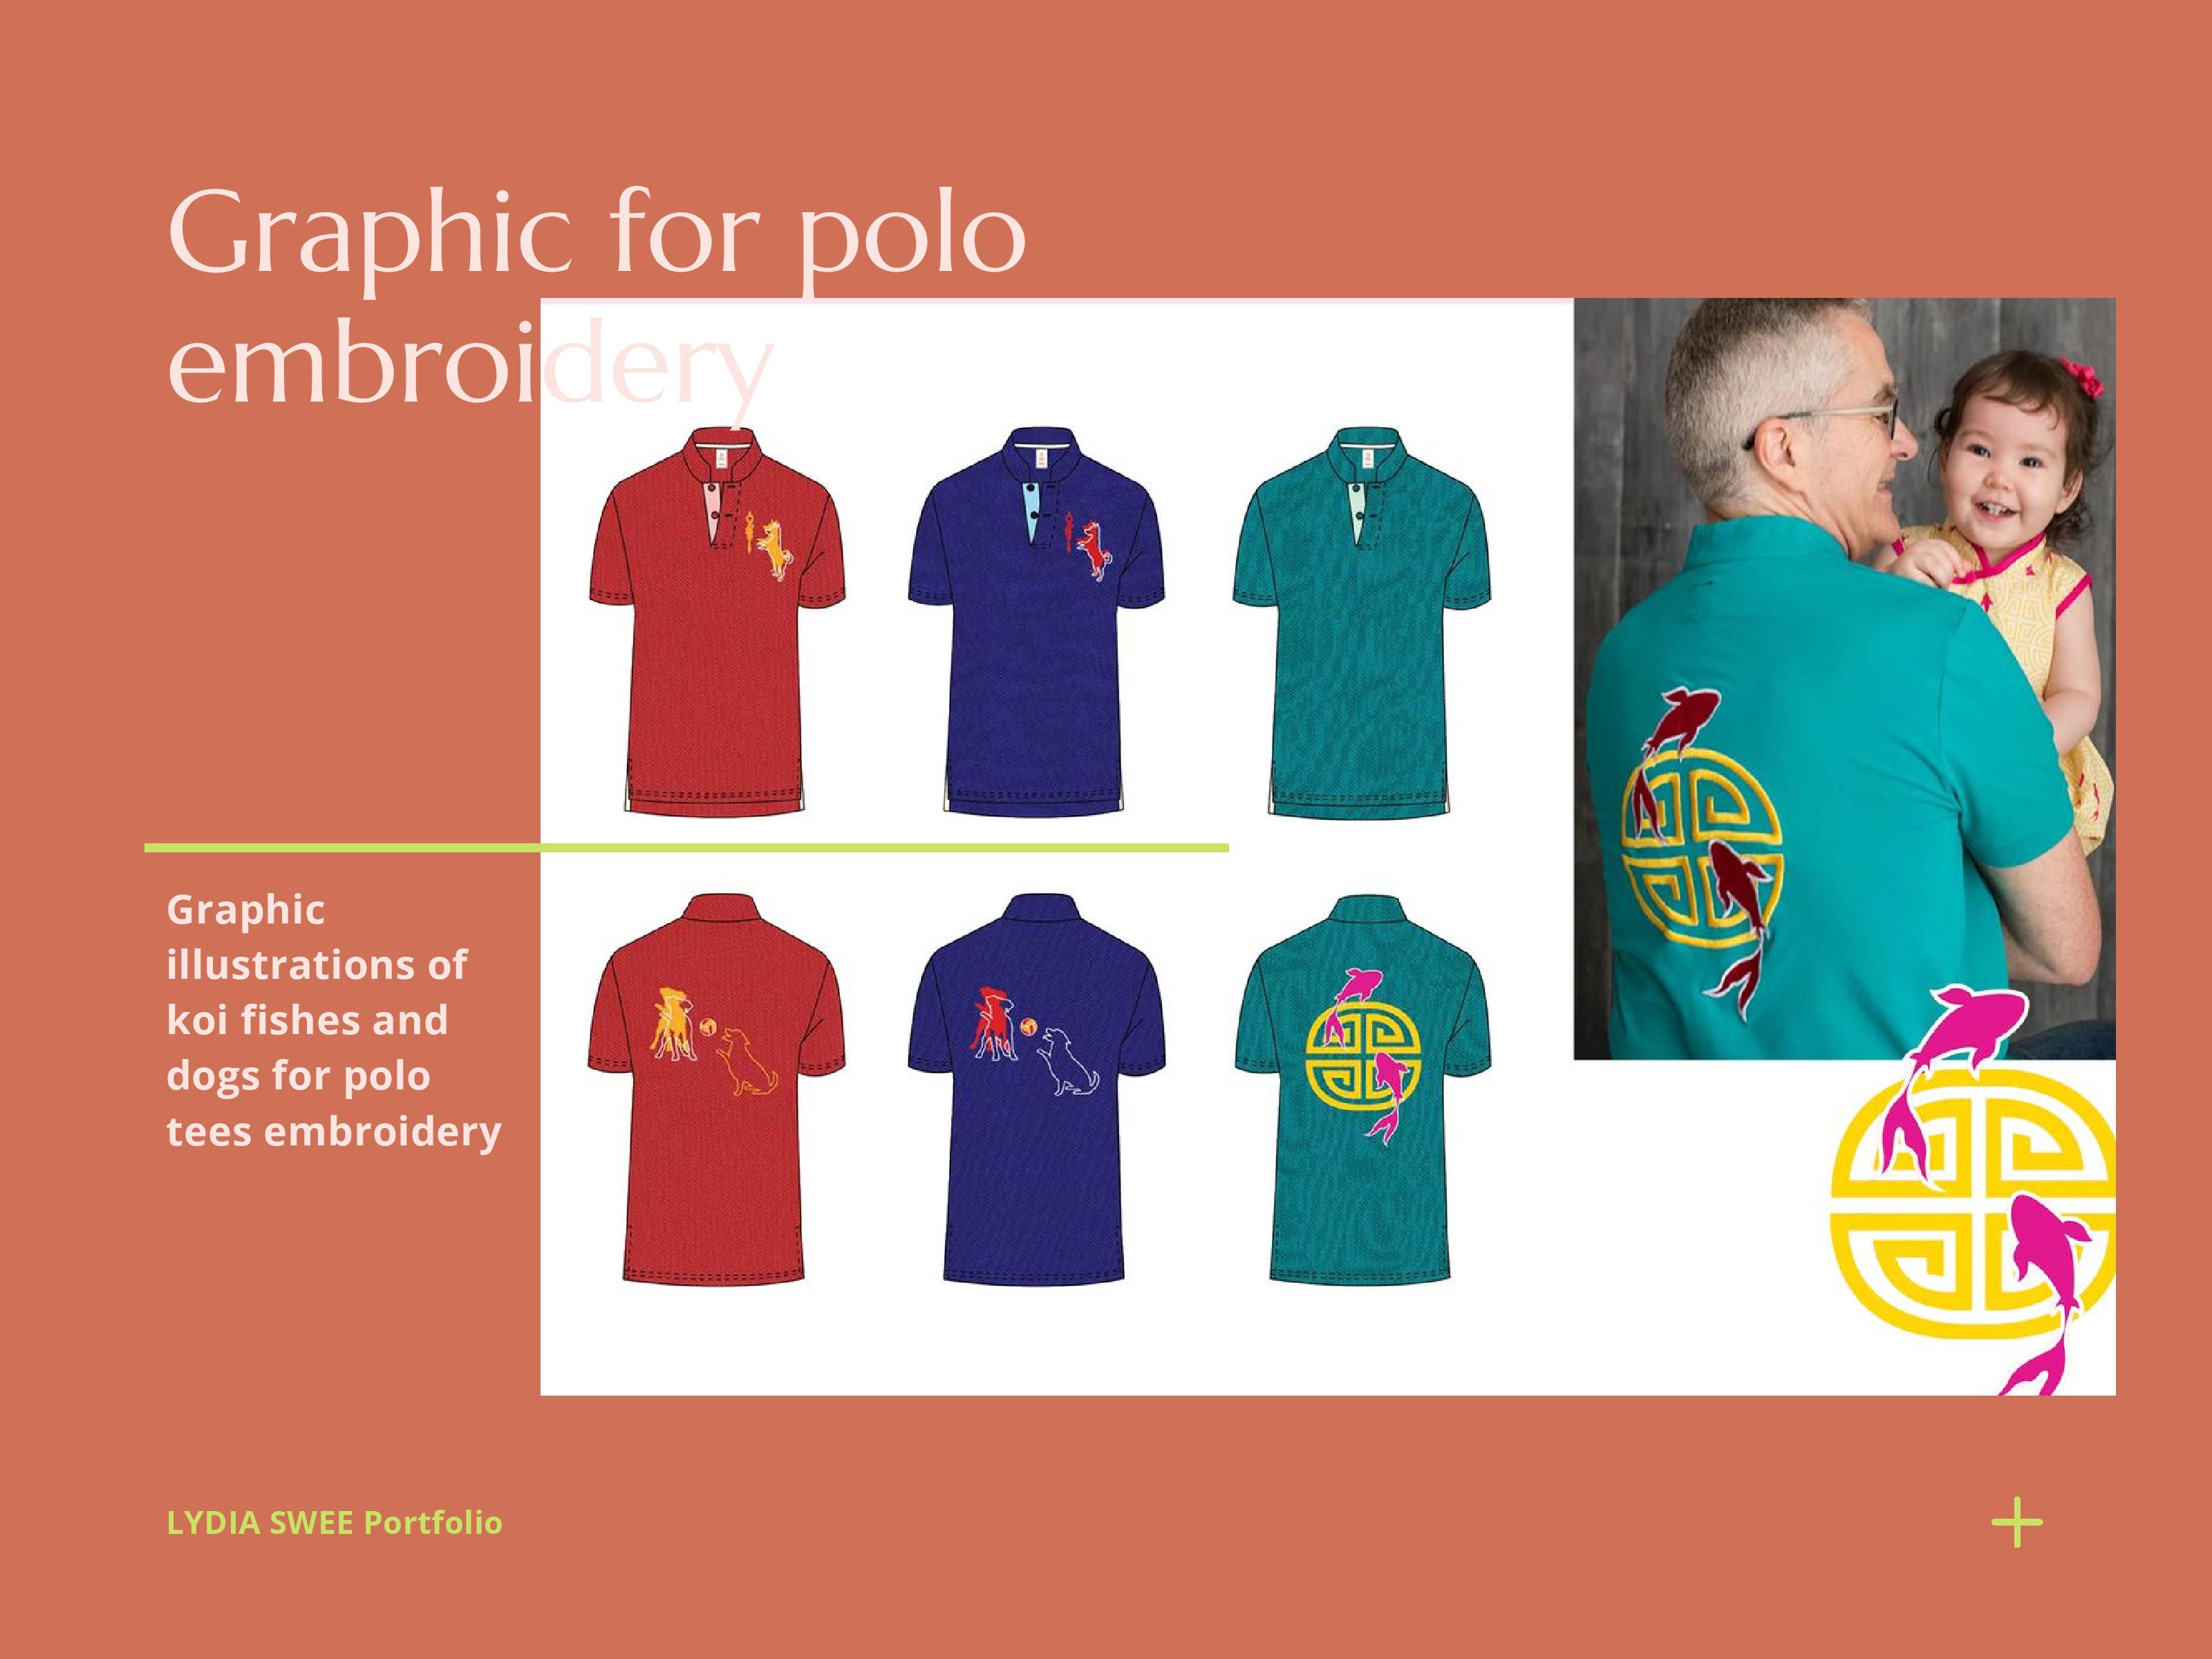 Graphic for polo
embroidery
Graphic
illustrations of
koi fishes and
dogs for polo
tees embroidery
LYDIA SWEE Portfolio